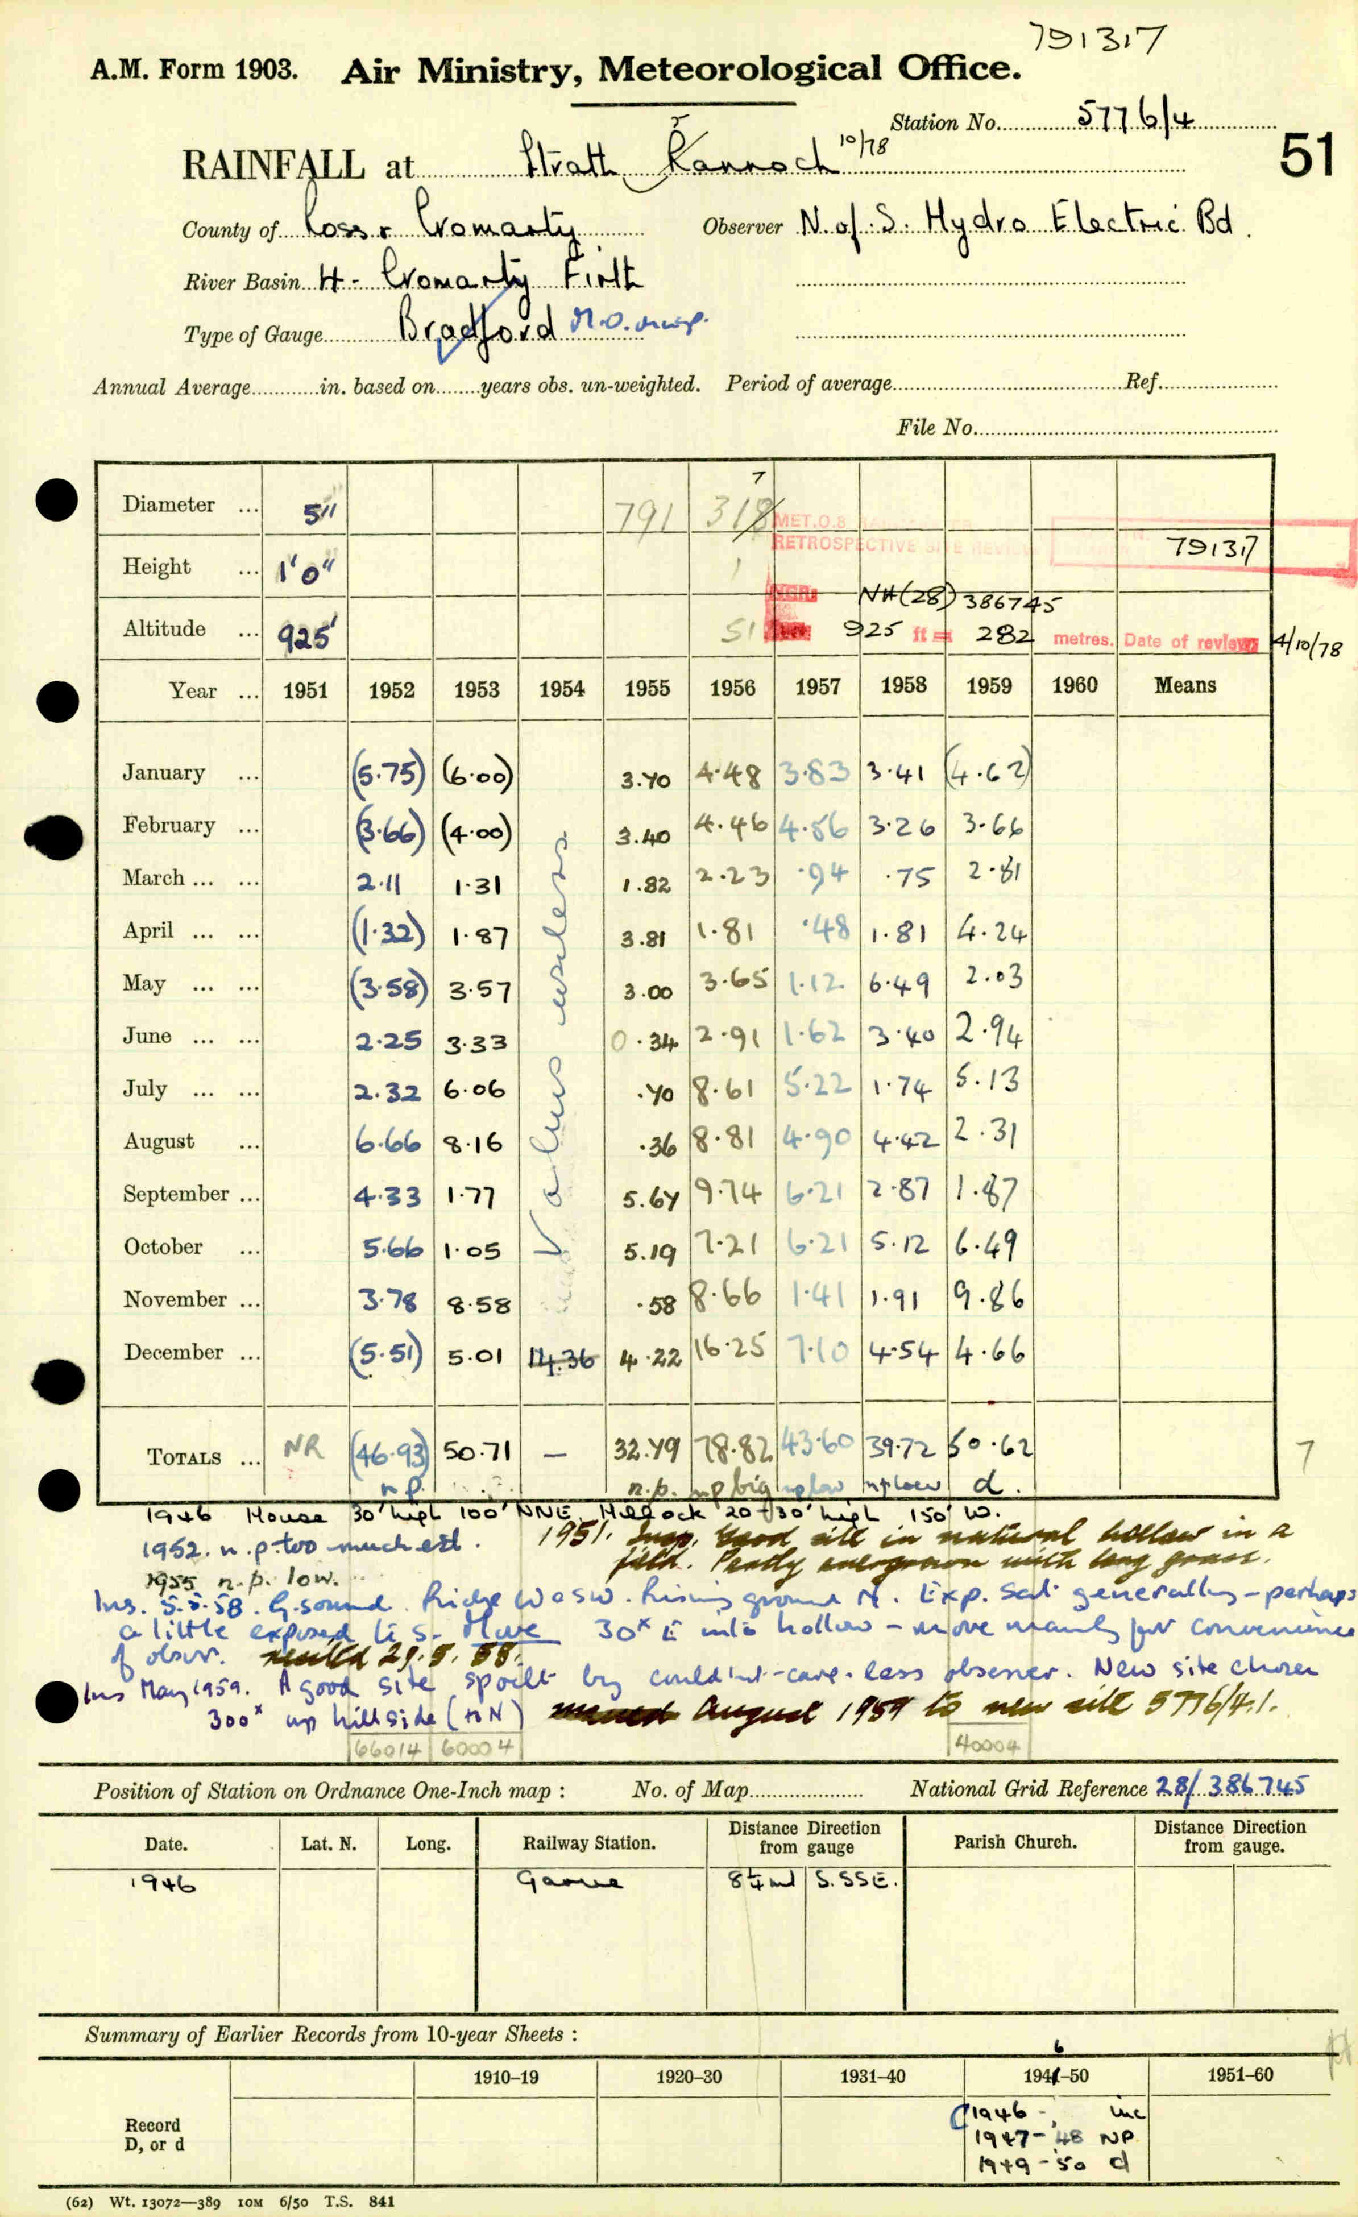 791317
A.M. Form 1903. Air Ministry, Meteorological Office.
Station No. 5776/4
51
RAINFALL at Strath Rannoch 10/78
County of Ross & Cromarty Observer N. of S. Hydro Electric Bd.
River Basin H - Cromarty Firth
Type of Gauge Bradford M.O. insp.
Annual Average in. based on years obs. un-weighted. Period of average Ref.
File No.
Diameter ... 5" 791 318 7 MET.O.8
RETROSPECTIVE SITE REVIEW 791317
Height ... 1'0" 1
NGR NH(28)386745
Altitude ... 925' 51 925 ft = 282 metres. Date of review 4/10/78
Year ... 1951 1952 1953 1954 1955 1956 1957 1958 1959 1960 Means
Values useless
January ... (5.75) (6.00) 3.70 4.48 3.83 3.41 (4.62)
February ... (3.66) (4.00) 3.40 4.46 4.56 3.26 3.66
March ... ... 2.11 1.31 1.82 2.23 .94 .75 2.81
April ... ... (1.32) 1.87 3.81 1.81 .48 1.81 4.24
May ... ... (3.58) 3.57 3.00 3.65 1.12 6.49 2.03
June ... ... 2.25 3.33 0.34 2.91 1.62 3.40 2.94
July ... ... 2.32 6.06 .70 8.61 5.22 1.74 5.13
August ... 6.66 8.16 .36 8.81 4.90 4.42 2.31
September ... 4.33 1.77 5.67 9.74 6.21 2.87 1.87
October ... 5.66 1.05 5.19 7.21 6.21 5.12 6.49
November ... 3.78 8.58 .58 8.66 1.41 1.91 9.86
December ... (5.51) 5.01 14.36 4.22 16.25 7.10 4.54 4.66
TOTALS ... NR (46.93) 50.71 — 32.79 78.82 43.60 39.72 50.62 7
n.p. n.p. np big np low np low d.
1946 House 30' high 100' NNE. Hillock 20-30' high 150' W.
1952. n.p. too much est. 1951. Insp. Good site in natural hollow in a
field. Partly overgrown with long grass.
1955 n.p. low.
Ins. 5.5.58. G. sound. Ridge WSW. Rising ground N. Exp. Sat. generally - perhaps
a little exposed to S. Move 30x E into hollow - move mainly for convenience
of obsvr. resited 29.5.58.
Ins May 1959. A good site spoilt by couldn't-care-less observer. New site chosen
300x up hillside (to N) moved August 1959 to new site 5776/4.1.
66014 60004 40004
Position of Station on Ordnance One-Inch map : No. of Map National Grid Reference 28/386745
Date. Lat. N. Long. Railway Station. Distance from gauge Direction Parish Church. Distance from gauge. Direction
1946 Garve 8¼ ml S.SSE.
Summary of Earlier Records from 10-year Sheets :
6
1910–19 1920–30 1931–40 1941–50 1951–60
Record
D, or d
1946 - inc
1947-48 NP
1949-50 d
(62) Wt. 13072—389 10M 6/50 T.S. 841